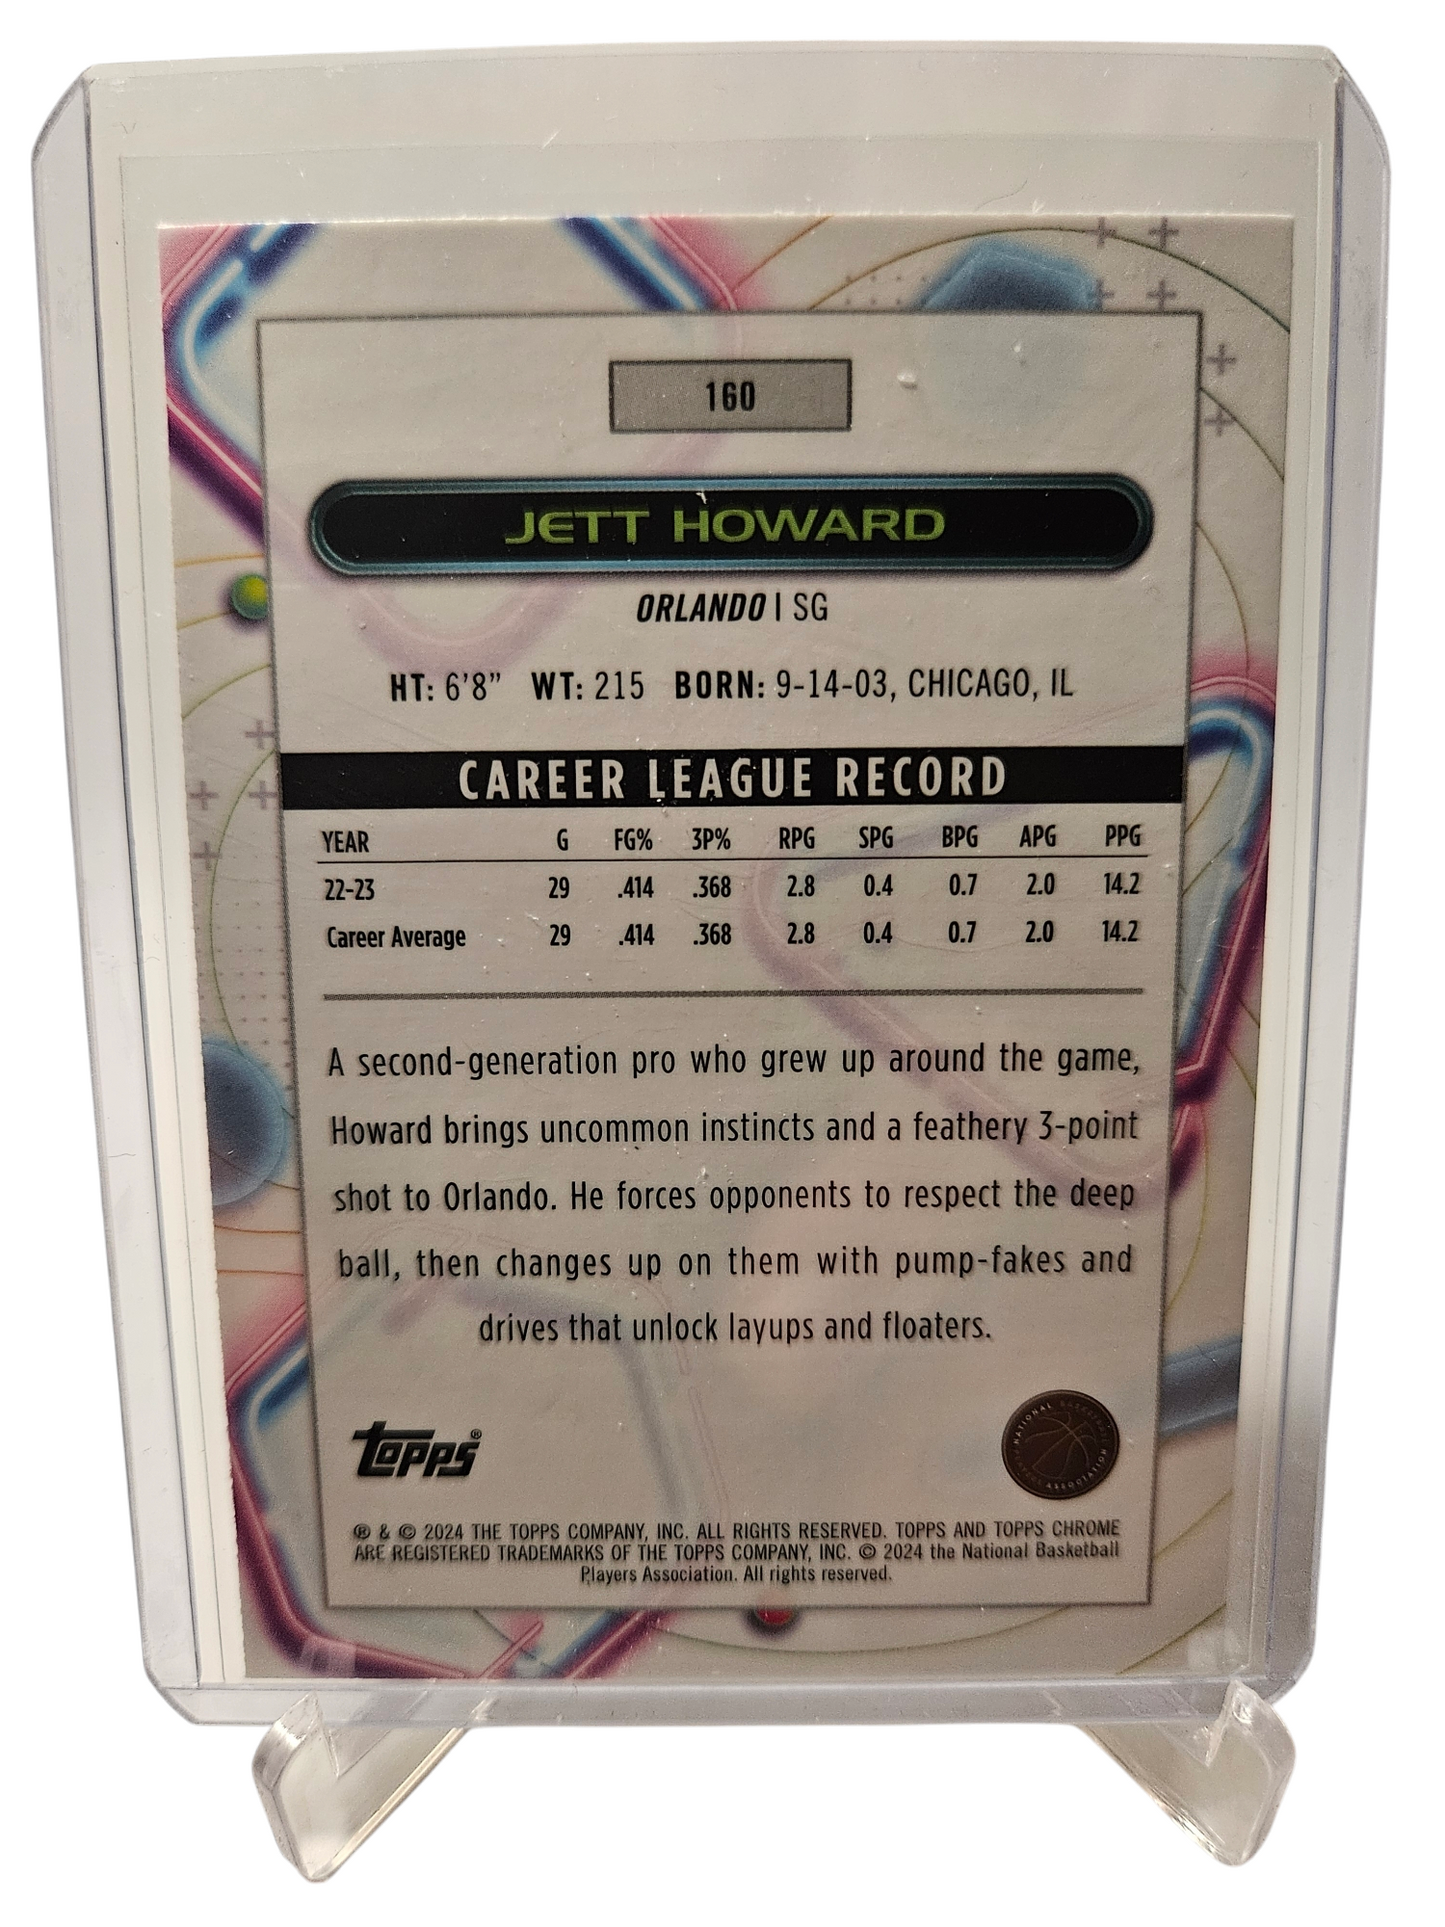 160
JETT HOWARD
ORLANDO | SG
HT: 6'8" WT: 215 BORN: 9-14-03, CHICAGO, IL
CAREER LEAGUE RECORD
YEAR G FG% 3P% RPG SPG BPG APG PPG
22-23 29 .414 .368 2.8 0.4 0.7 2.0 14.2
Career Average 29 .414 .368 2.8 0.4 0.7 2.0 14.2
A second-generation pro who grew up around the game,
Howard brings uncommon instincts and a feathery 3-point
shot to Orlando. He forces opponents to respect the deep
ball, then changes up on them with pump-fakes and
drives that unlock layups and floaters.
topps®
NATIONAL BASKETBALL PLAYERS ASSOCIATION
® & © 2024 THE TOPPS COMPANY, INC. ALL RIGHTS RESERVED. TOPPS AND TOPPS CHROME
ARE REGISTERED TRADEMARKS OF THE TOPPS COMPANY, INC. © 2024 the National Basketball
Players Association. All rights reserved.